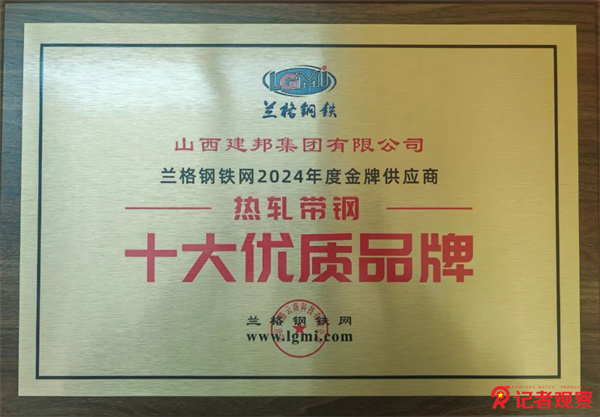 LGMi
兰格钢铁
山西建邦集团有限公司
兰格钢铁网2024年度金牌供应商
热轧带钢
十大优质品牌
兰格钢铁网
www.lgmi.com
记者观察